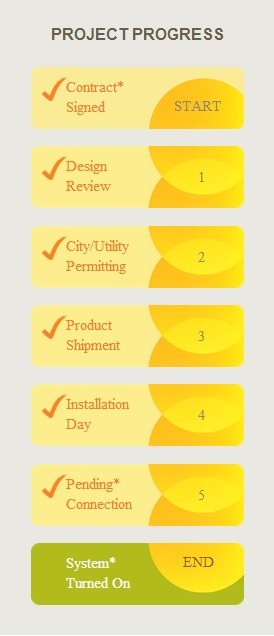 PROJECT PROGRESS
Contract*
Signed
START
Design
Review
1
City/Utility
Permitting
2
Product
Shipment
3
Installation
Day
4
Pending*
Connection
5
System*
Turned On
END